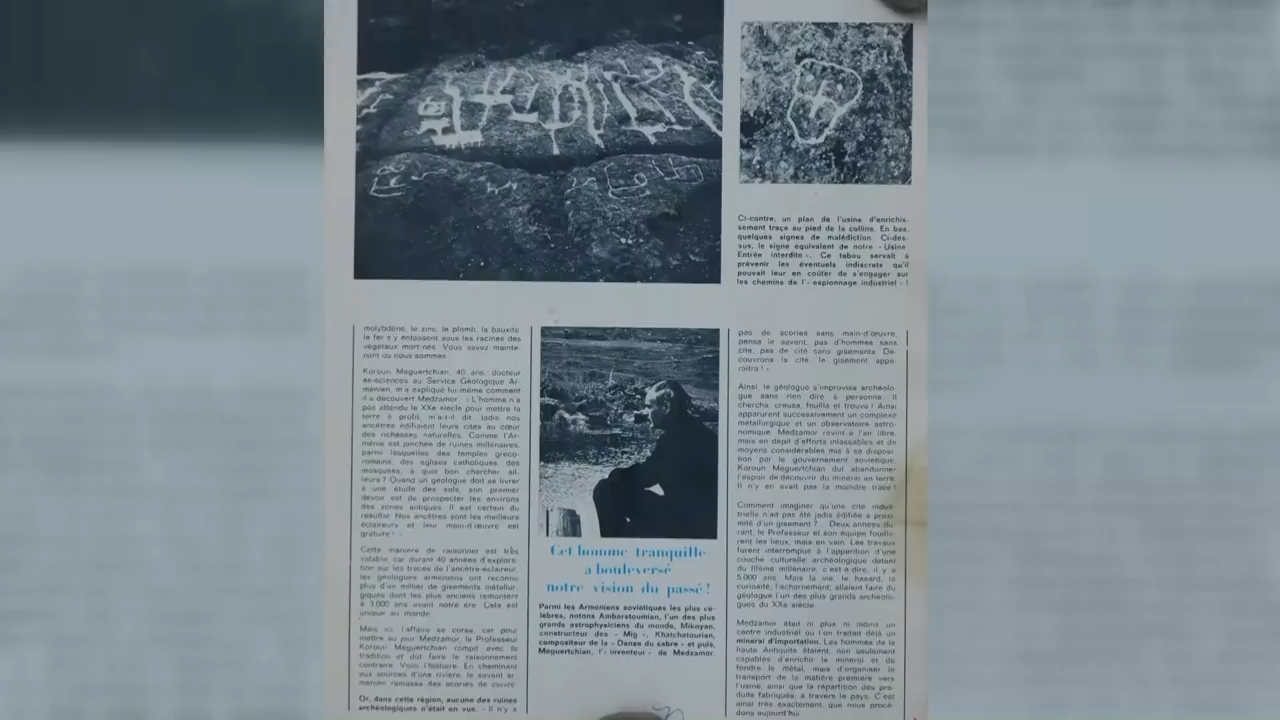 Ci-contre, un plan de l'usine d'enrichis-
sement tracé au pied de la colline. En bas,
quelques signes de malédiction. Ci-des-
sus, le signe équivalent de notre « Usine
Entrée interdite ». Ce tabou servait à
prévenir les éventuels indiscrets qu'il
pouvait leur en coûter de s'engager sur
les chemins de l'« espionnage industriel » !
molybdène, le zinc, le plomb, la bauxite
le fer s'y entassent sous les racines des
végétaux mort-nés. Vous savez mainte-
nant où nous sommes.
Koroun Meguertchian, 40 ans, docteur
es-sciences du Service Géologique Ar-
ménien, m'a expliqué lui-même comment
il a découvert Medzamor. « L'homme n'a
pas attendu le XXe siècle pour mettre la
terre à profit, m'a-t-il dit. Jadis nos
ancêtres édifiaient leurs cités au cœur
des richesses naturelles. Comme l'Ar-
ménie est jonchée de ruines millénaires,
parmi lesquelles des temples gréco-
romains, des églises catholiques, des
mosquées, à quoi bon chercher ail-
leurs ? Quand un géologue doit se livrer
à une étude des sols, son premier
devoir est de prospecter les environs
des zones antiques. Il est certain du
résultat. Nos ancêtres sont les meilleurs
éclaireurs et leur main-d'œuvre est
gratuite ! »
Cette manière de raisonner est très
valable, car durant 40 années d'explora-
tion sur les traces de l'ancêtre-éclaireur,
les géologues arméniens ont reconnu
plus d'un millier de gisements métallur-
giques dont les plus anciens remontent
à 3.000 ans avant notre ère. Cela est
unique au monde.
Mais ici, l'affaire se corse, car pour
mettre au jour Medzamor, le Professeur
Koroun Meguertchian rompit avec la
tradition et dut faire le raisonnement
contraire. Voici l'histoire. En cheminant
aux sources d'une rivière, le savant ar-
ménien ramassa des scories de cuivre.
Or, dans cette région, aucune des ruines
archéologiques n'était en vue. « Il n'y a
Cet homme tranquille
a bouleversé
notre vision du passé !
Parmi les Arméniens soviétiques les plus cé-
lèbres, notons Ambarstoumian, l'un des plus
grands astrophysiciens du monde, Mikoyan,
constructeur des « Mig », Khatchatourian,
compositeur de la « Danse du sabre » et puis,
Meguertchian, l'« inventeur » de Medzamor.
pas de scories sans main-d'œuvre,
pensa le savant, pas d'hommes sans
cité, pas de cité sans gisements. Dé-
couvrons la cité, le gisement appa-
raîtra ! »
Ainsi, le géologue s'improvise archéolo-
gue sans rien dire à personne. Il
chercha, creusa, fouilla et trouva ! Ainsi
apparurent successivement un complexe
métallurgique et un observatoire astro-
nomique. Medzamor revint à l'air libre,
mais en dépit d'efforts inlassables et de
moyens considérables mis à sa disposi-
tion par le gouvernement soviétique,
Koroun Meguertchian dut abandonner
l'espoir de découvrir du minerai en terre.
Il n'y en avait pas la moindre trace !
Comment imaginer qu'une cité indus-
trielle n'ait pas été jadis édifiée à proxi-
mité d'un gisement ? Deux années du-
rant, le Professeur et son équipe fouillè-
rent les lieux, mais en vain. Les travaux
furent interrompus à l'apparition d'une
couche culturelle archéologique datant
du IIIème millénaire, c'est-à-dire, il y a
5.000 ans. Mais la vie, le hasard, la
curiosité, l'acharnement, allaient faire du
géologue l'un des plus grands archéolo-
gues du XXe siècle.
Medzamor était ni plus ni moins un
centre industriel où l'on traitait déjà un
minerai d'importation. Les hommes de la
haute Antiquité étaient, non seulement
capables d'enrichir le minerai et de
fondre le métal, mais d'organiser le
transport de la matière première vers
l'usine, ainsi que la répartition des pro-
duits fabriqués, à travers le pays. C'est
ainsi très exactement, que nous procé-
dons aujourd'hui.